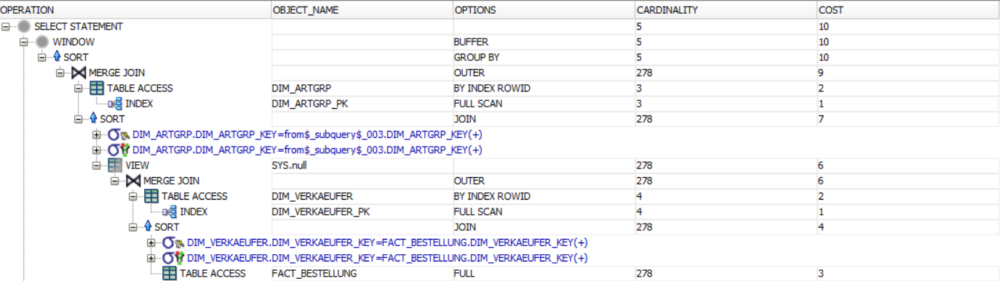 OPERATION OBJECT_NAME OPTIONS CARDINALITY COST
SELECT STATEMENT 5 10
WINDOW BUFFER 5 10
SORT GROUP BY 5 10
MERGE JOIN OUTER 278 9
TABLE ACCESS DIM_ARTGRP BY INDEX ROWID 3 2
INDEX DIM_ARTGRP_PK FULL SCAN 3 1
SORT JOIN 278 7
DIM_ARTGRP.DIM_ARTGRP_KEY=from$_subquery$_003.DIM_ARTGRP_KEY(+)
DIM_ARTGRP.DIM_ARTGRP_KEY=from$_subquery$_003.DIM_ARTGRP_KEY(+)
VIEW SYS.null 278 6
MERGE JOIN OUTER 278 6
TABLE ACCESS DIM_VERKAEUFER BY INDEX ROWID 4 2
INDEX DIM_VERKAEUFER_PK FULL SCAN 4 1
SORT JOIN 278 4
DIM_VERKAEUFER.DIM_VERKAEUFER_KEY=FACT_BESTELLUNG.DIM_VERKAEUFER_KEY(+)
DIM_VERKAEUFER.DIM_VERKAEUFER_KEY=FACT_BESTELLUNG.DIM_VERKAEUFER_KEY(+)
TABLE ACCESS FACT_BESTELLUNG FULL 278 3